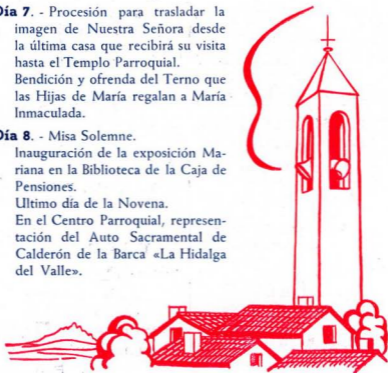 Día 7. - Procesión para trasladar la
imagen de Nuestra Señora desde
la última casa que recibirá su visita
hasta el Templo Parroquial.
Bendición y ofrenda del Terno que
las Hijas de María regalan a María
Inmaculada.
Día 8. - Misa Solemne.
Inauguración de la exposición Ma-
riana en la Biblioteca de la Caja de
Pensiones.
Ultimo día de la Novena.
En el Centro Parroquial, represen-
tación del Auto Sacramental de
Calderón de la Barca «La Hidalga
del Valle».